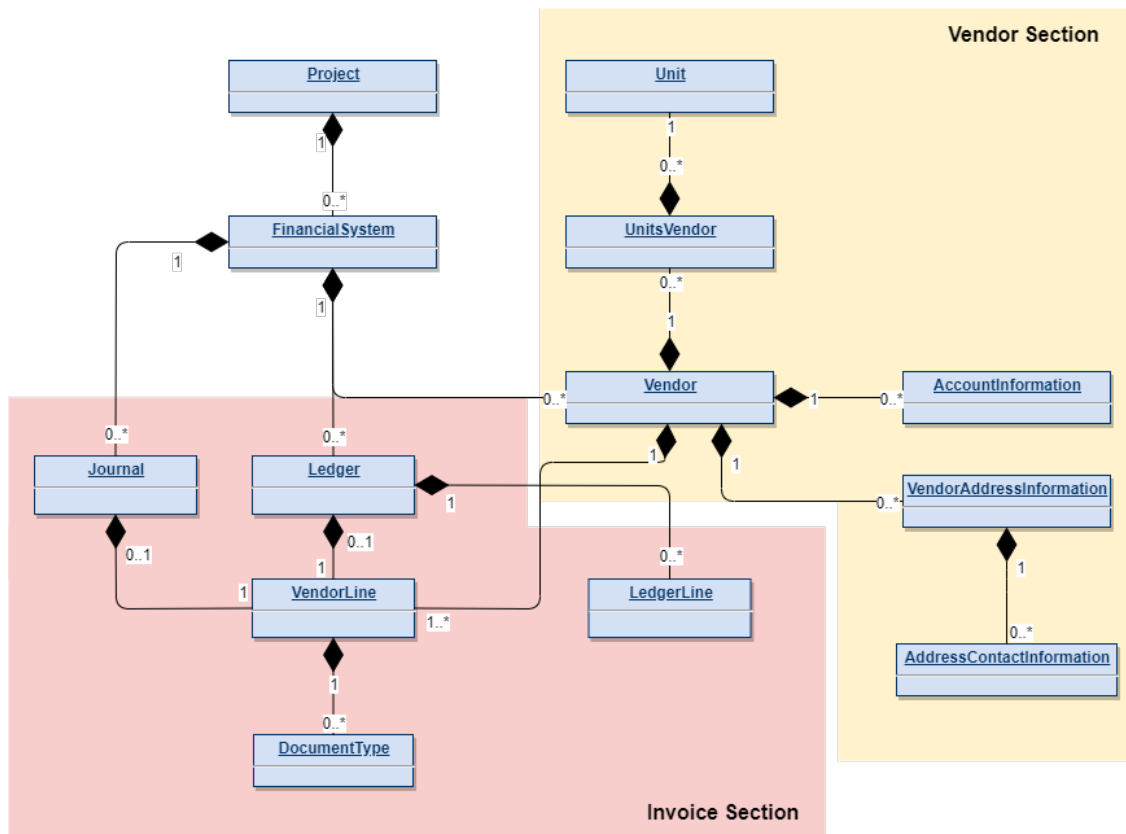 Vendor Section
Project
Unit
1
1
0..*
0..*
FinancialSystem
UnitsVendor
1
0..*
1
1
Vendor
AccountInformation
0..*
1
0..*
0..*
0..*
1
1
Journal
Ledger
VendorAddressInformation
1
0..*
0..1
0..1
0..*
1
1
1
VendorLine
LedgerLine
1..*
0..*
AddressContactInformation
1
0..*
DocumentType
Invoice Section